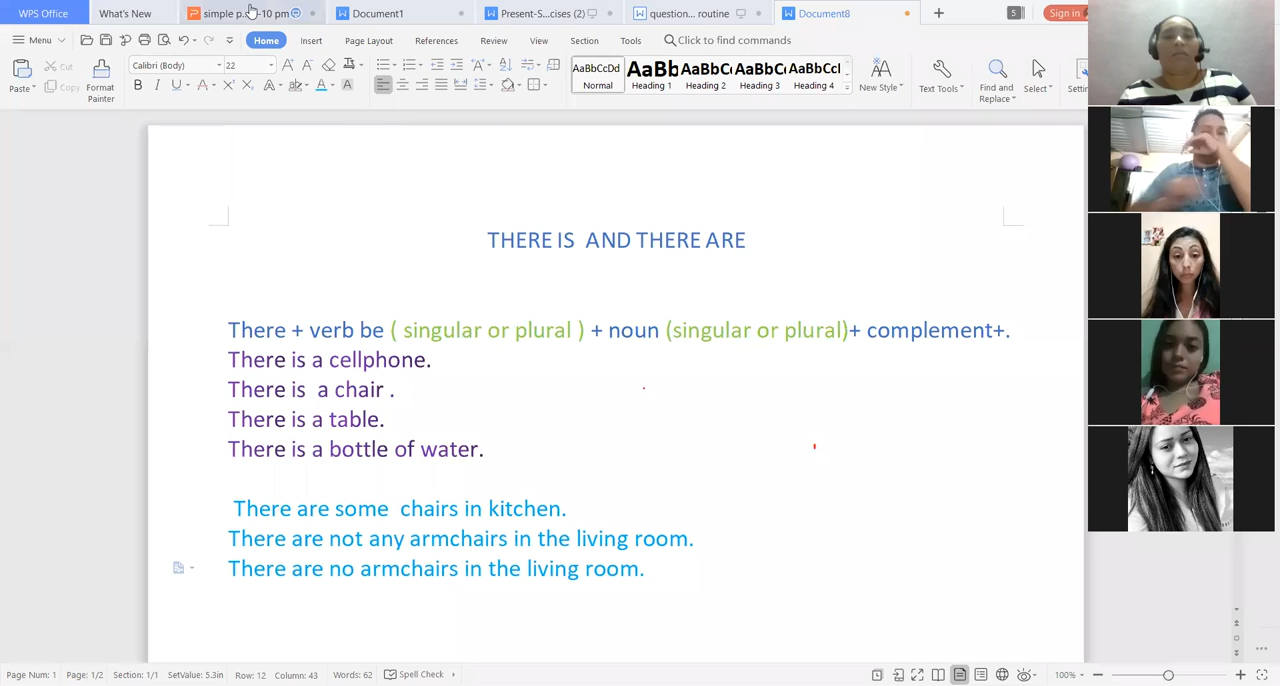 WPS Office What's New simple p...-10 pm Document1 Present-S...cises (2) question... routine Document8 + 5 Sign in
Menu Home Insert Page Layout References Review View Section Tools Click to find commands
Paste Cut Copy Format Painter Calibri (Body) 22
AaBbCcDd AaBb AaBbC AaBbC AaBbCcI
Normal Heading 1 Heading 2 Heading 3 Heading 4 New Style Text Tools Find and Replace Select
THERE IS AND THERE ARE
There + verb be ( singular or plural ) + noun (singular or plural)+ complement+.
There is a cellphone.
There is  a chair .
There is a table.
There is a bottle of water.
There are some  chairs in kitchen.
There are not any armchairs in the living room.
There are no armchairs in the living room.
Page Num: 1 Page: 1/2 Section: 1/1 SetValue: 5.3in Row: 12 Column: 43 Words: 62 Spell Check 100%